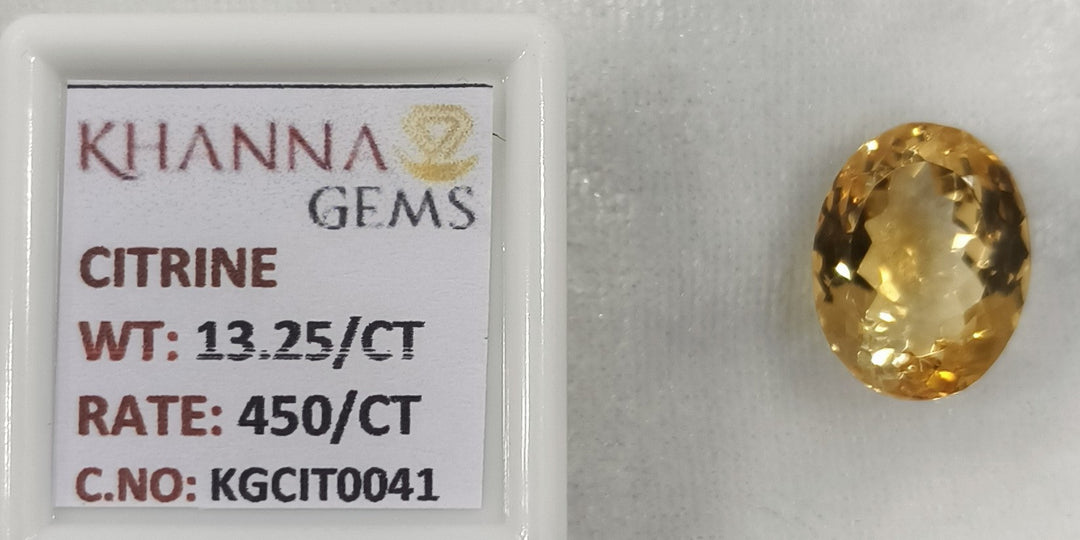 KHANNA
GEMS
CITRINE
WT: 13.25/CT
RATE: 450/CT
C.NO: KGCIT0041